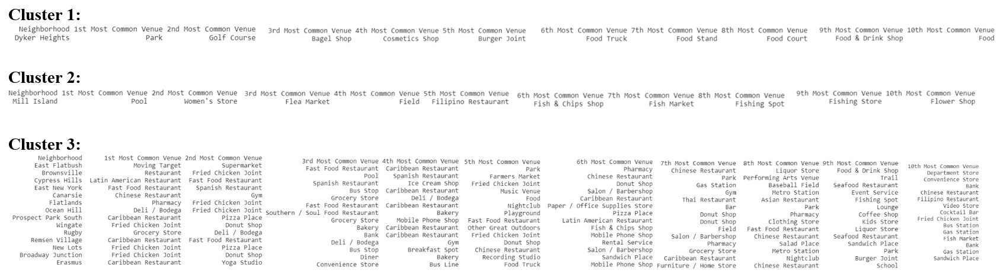 Cluster 1:
Neighborhood 1st Most Common Venue 2nd Most Common Venue 3rd Most Common Venue 4th Most Common Venue 5th Most Common Venue 6th Most Common Venue 7th Most Common Venue 8th Most Common Venue 9th Most Common Venue 10th Most Common Venue
Dyker Heights Park Golf Course Bagel Shop Cosmetics Shop Burger Joint Food Truck Food Stand Food Court Food & Drink Shop Food
Cluster 2:
Neighborhood 1st Most Common Venue 2nd Most Common Venue 3rd Most Common Venue 4th Most Common Venue 5th Most Common Venue 6th Most Common Venue 7th Most Common Venue 8th Most Common Venue 9th Most Common Venue 10th Most Common Venue
Mill Island Pool Women's Store Flea Market Field Filipino Restaurant Fish & Chips Shop Fish Market Fishing Spot Fishing Store Flower Shop
Cluster 3:
Neighborhood 1st Most Common Venue 2nd Most Common Venue 3rd Most Common Venue 4th Most Common Venue 5th Most Common Venue 6th Most Common Venue 7th Most Common Venue 8th Most Common Venue 9th Most Common Venue 10th Most Common Venue
East Flatbush Moving Target Supermarket Fast Food Restaurant Caribbean Restaurant Park Pharmacy Chinese Restaurant Liquor Store Food & Drink Shop Department Store
Brownsville Restaurant Fried Chicken Joint Pool Spanish Restaurant Farmers Market Chinese Restaurant Park Performing Arts Venue Trail Convenience Store
Cypress Hills Latin American Restaurant Fast Food Restaurant Spanish Restaurant Ice Cream Shop Fried Chicken Joint Donut Shop Gas Station Baseball Field Seafood Restaurant Bank
East New York Fast Food Restaurant Spanish Restaurant Bus Stop Caribbean Restaurant Music Venue Salon / Barbershop Gym Metro Station Event Service Chinese Restaurant
Canarsie Chinese Restaurant Gym Grocery Store Deli / Bodega Food Caribbean Restaurant Thai Restaurant Asian Restaurant Fishing Spot Filipino Restaurant
Flatlands Pharmacy Fried Chicken Joint Fast Food Restaurant Caribbean Restaurant Nightclub Paper / Office Supplies Store Bar Park Lounge Video Store
Ocean Hill Deli / Bodega Fried Chicken Joint Southern / Soul Food Restaurant Bakery Playground Pizza Place Donut Shop Pharmacy Coffee Shop Cocktail Bar
Prospect Park South Caribbean Restaurant Pizza Place Grocery Store Mobile Phone Shop Fast Food Restaurant Latin American Restaurant Donut Shop Clothing Store Kids Store Fried Chicken Joint
Wingate Fried Chicken Joint Donut Shop Bakery Caribbean Restaurant Other Great Outdoors Fish & Chips Shop Field Fast Food Restaurant Liquor Store Bus Station
Rugby Grocery Store Deli / Bodega Bank Caribbean Restaurant Fried Chicken Joint Mobile Phone Shop Salon / Barbershop Chinese Restaurant Seafood Restaurant Gas Station
Remsen Village Caribbean Restaurant Fast Food Restaurant Deli / Bodega Gym Donut Shop Rental Service Pharmacy Salad Place Sandwich Place Fish Market
New Lots Fried Chicken Joint Pizza Place Bus Stop Breakfast Spot Chinese Restaurant Salon / Barbershop Grocery Store Metro Station Park Bank
Broadway Junction Fried Chicken Joint Donut Shop Diner Bakery Recording Studio Sandwich Place Caribbean Restaurant Nightclub Burger Joint Gas Station
Erasmus Caribbean Restaurant Yoga Studio Convenience Store Bus Line Food Truck Mobile Phone Shop Furniture / Home Store Chinese Restaurant School Sandwich Place